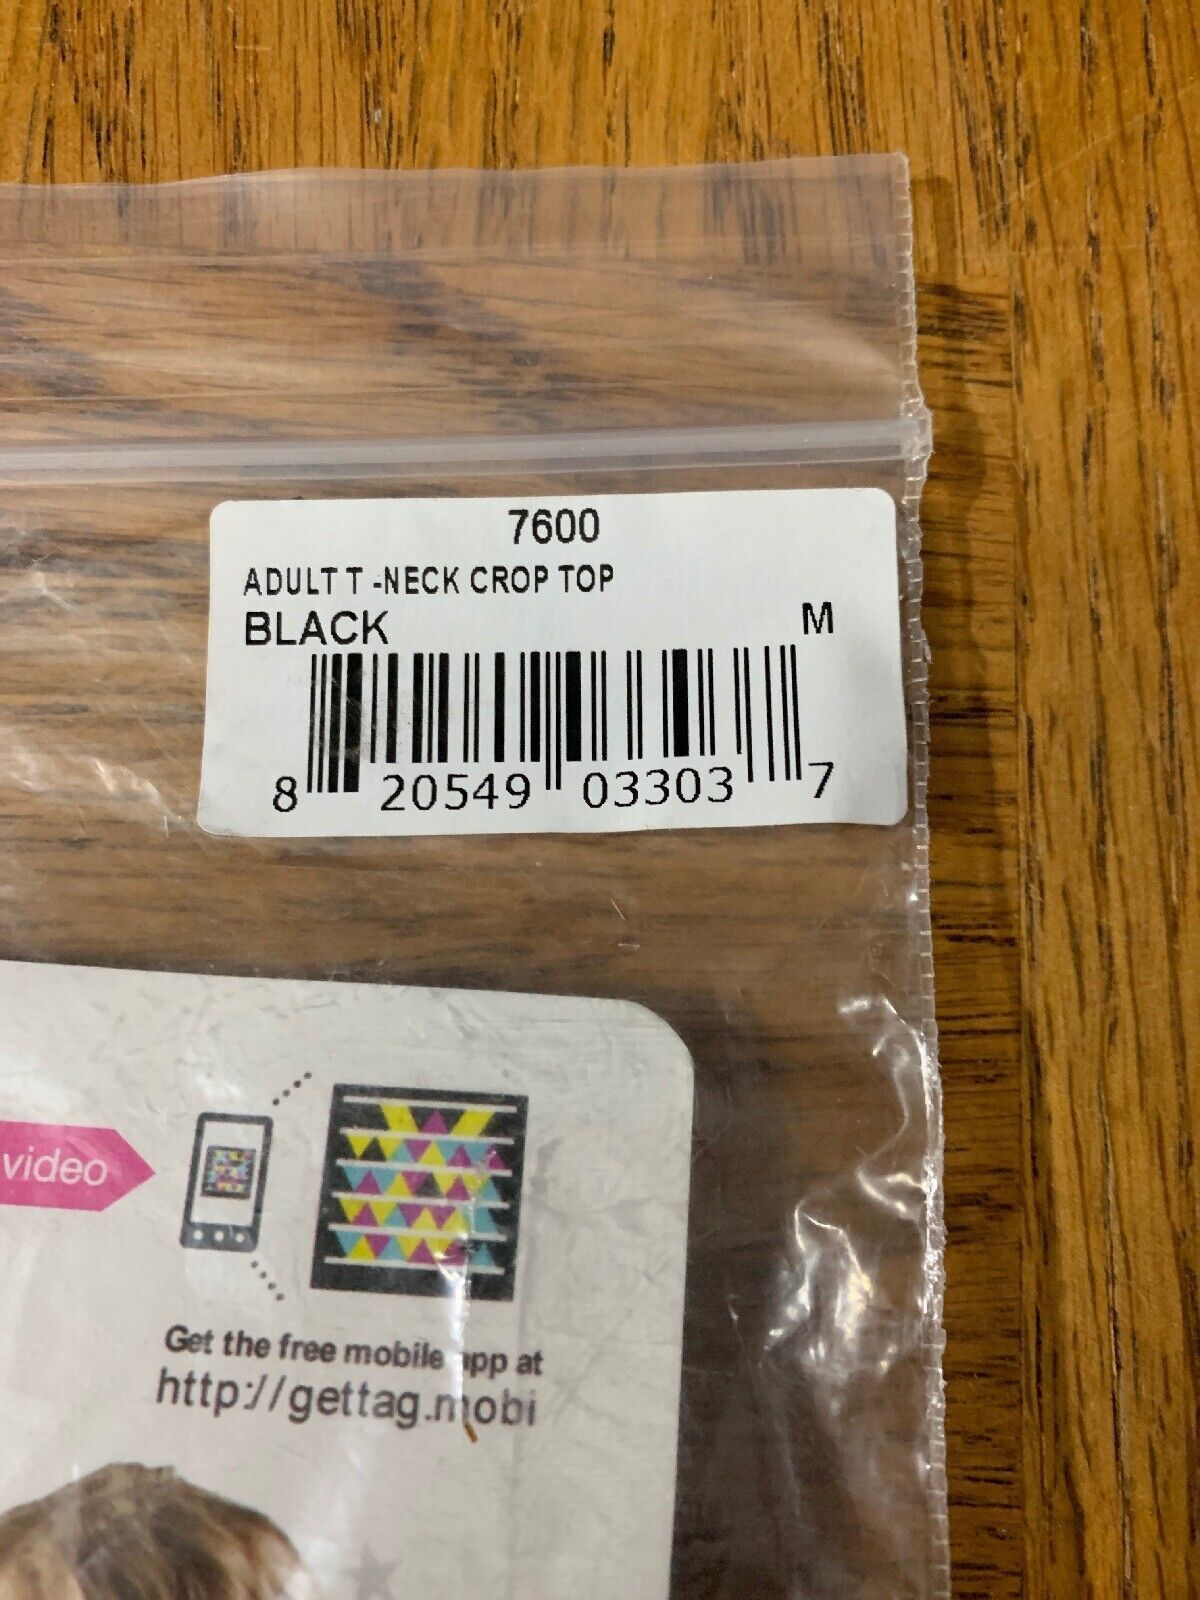 7600
ADULT T -NECK CROP TOP
BLACK M
8 20549 03303 7
video
Get the free mobile app at
http://gettag.mobi